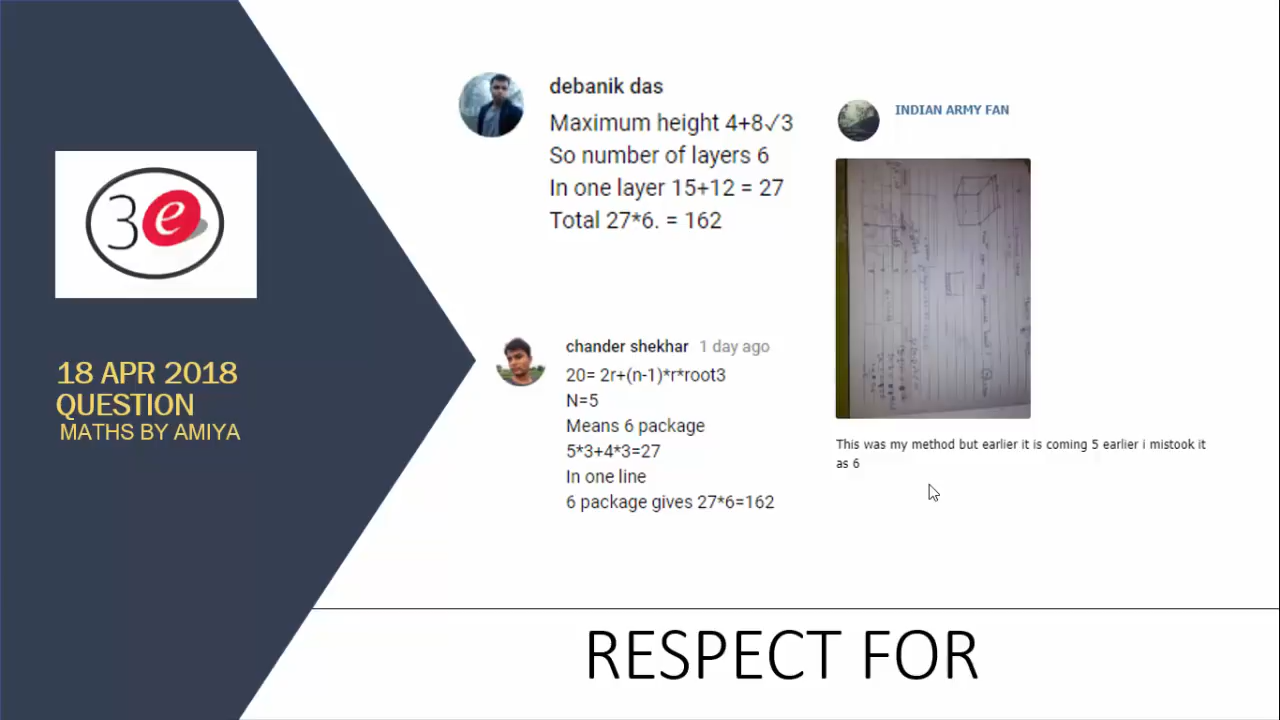 3e
18 APR 2018
QUESTION
MATHS BY AMIYA
debanik das
Maximum height 4+8✓3
So number of layers 6
In one layer 15+12 = 27
Total 27*6. = 162
chander shekhar 1 day ago
20= 2r+(n-1)*r*root3
N=5
Means 6 package
5*3+4*3=27
In one line
6 package gives 27*6=162
INDIAN ARMY FAN
This was my method but earlier it is coming 5 earlier i mistook it
as 6
RESPECT FOR